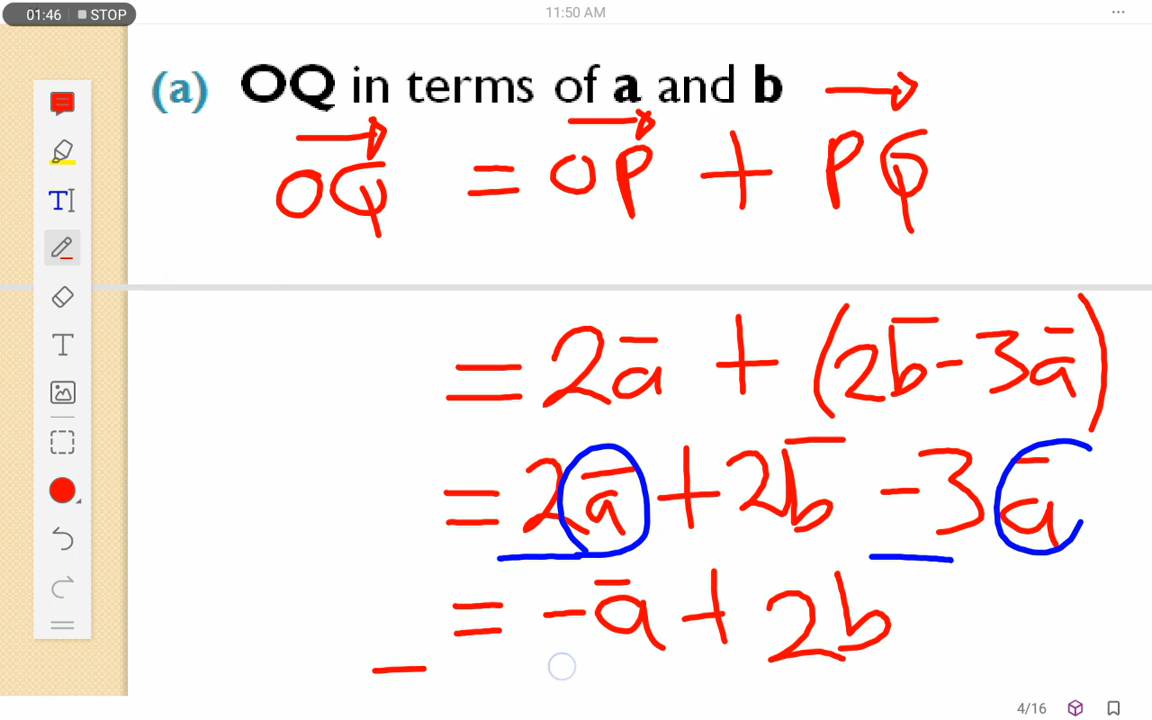 01:46 STOP
11:50 AM
(a) OQ in terms of a and b
OQ⃗ = OP⃗ + PQ⃗
= 2a̅ + (2b̅ - 3a̅)
= 2a̅ + 2b̅ - 3a̅
= -a̅ + 2b
4/16